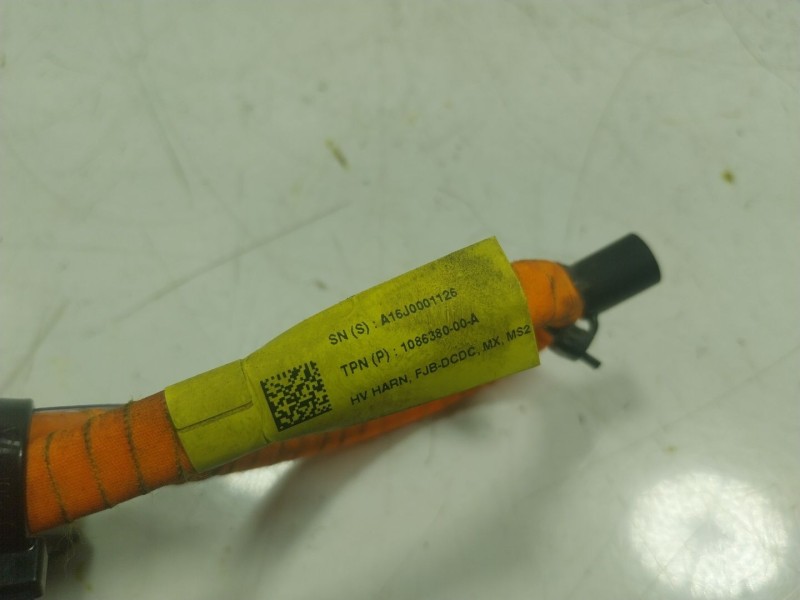 SN (S) : A16J0001126
TPN (P) : 1086380-00-A
HV HARN, FJB-DCDC, MX, MS2